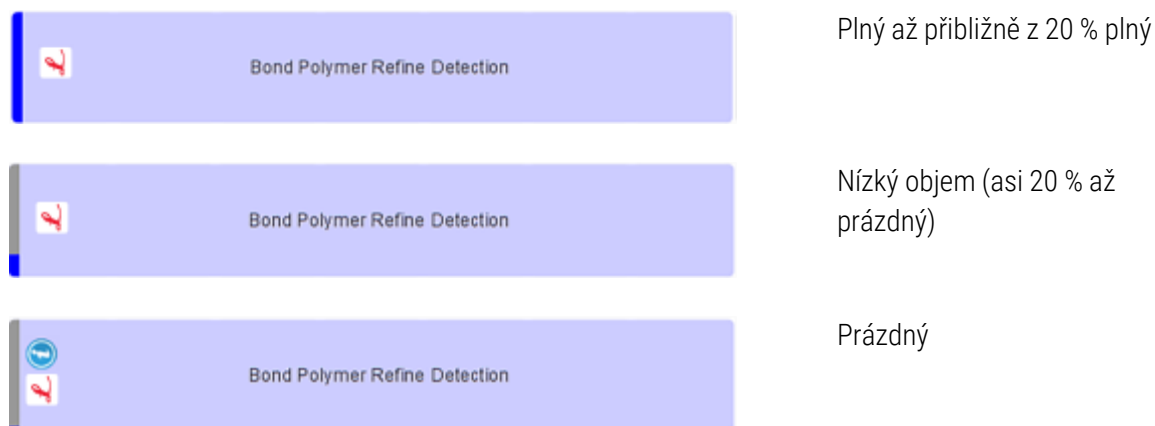 Bond Polymer Refine Detection
Plný až přibližně z 20 % plný
Bond Polymer Refine Detection
Nízký objem (asi 20 % až
prázdný)
Bond Polymer Refine Detection
Prázdný